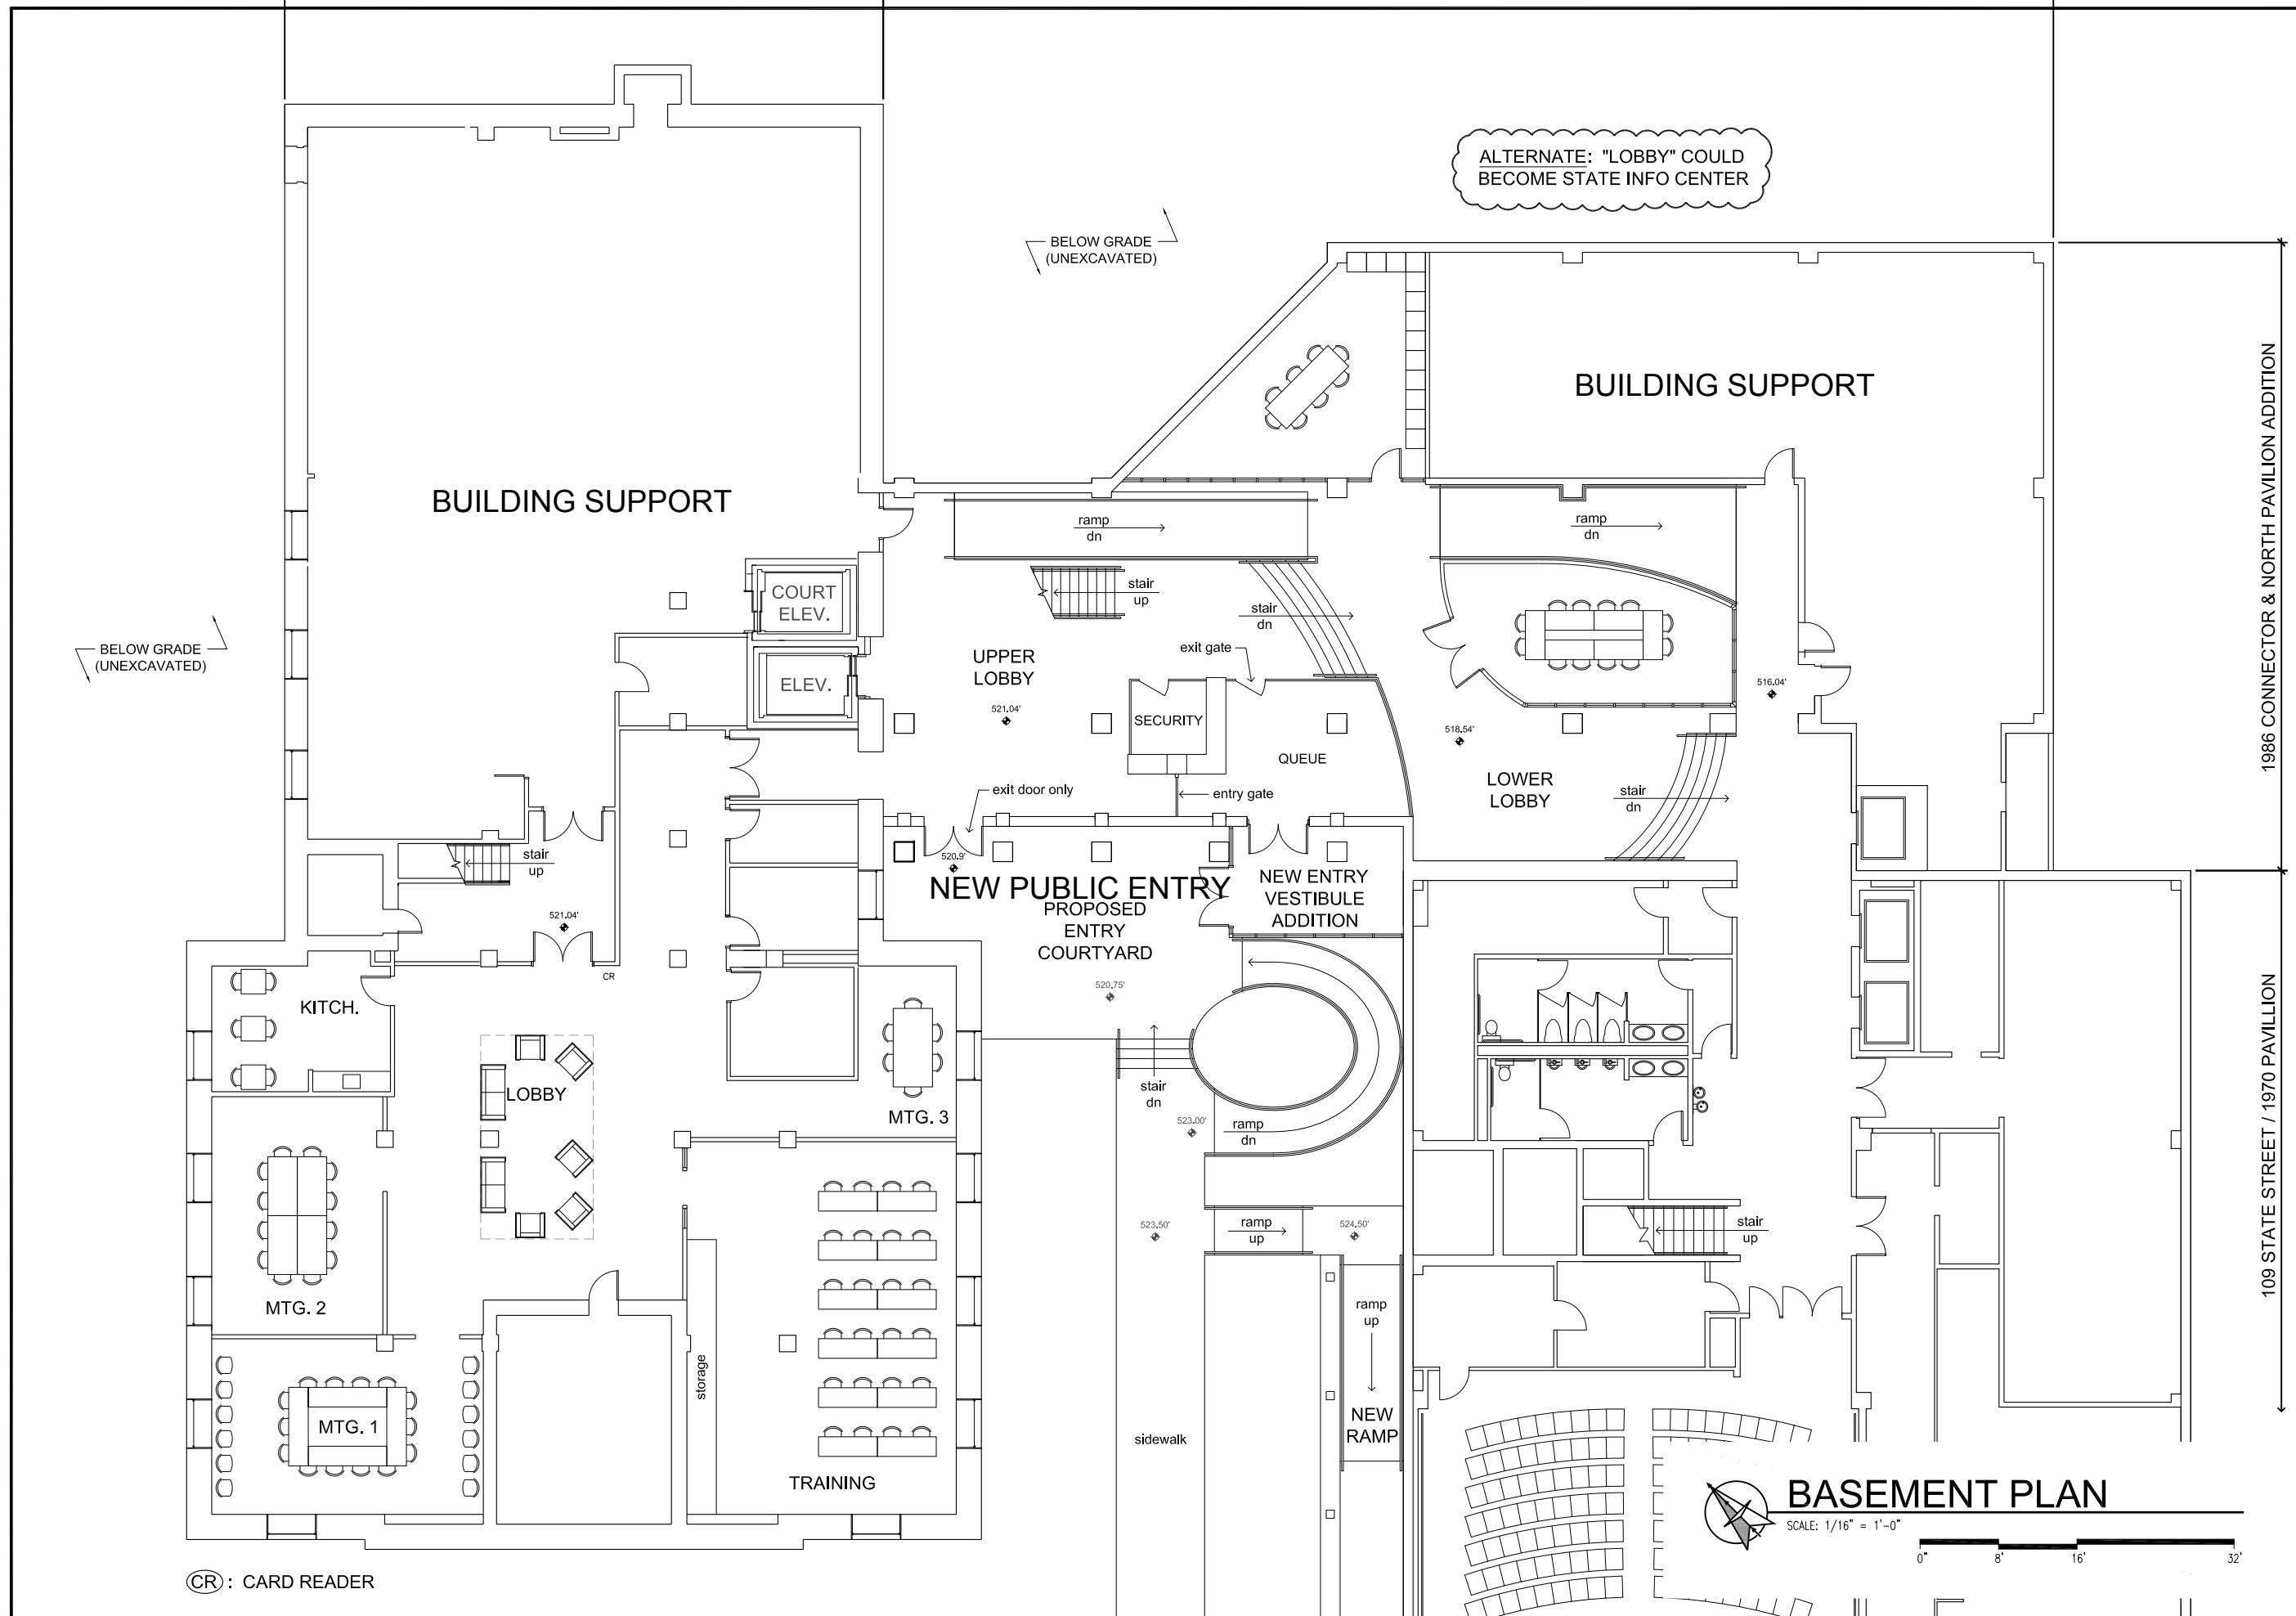 ALTERNATE: "LOBBY" COULD
BECOME STATE INFO CENTER
BELOW GRADE
(UNEXCAVATED)
1986 CONNECTOR & NORTH PAVILION ADDITION
BUILDING SUPPORT
BUILDING SUPPORT
ramp
dn
ramp
dn
COURT
ELEV.
stair
up
stair
dn
BELOW GRADE
(UNEXCAVATED)
UPPER
LOBBY
exit gate
ELEV.
521.04'
SECURITY
516.04'
518.54'
QUEUE
LOWER
LOBBY
exit door only
entry gate
stair
dn
stair
up
520.9'
NEW PUBLIC ENTRY
NEW ENTRY
VESTIBULE
ADDITION
PROPOSED
ENTRY
COURTYARD
521.04'
CR
520.75'
KITCH.
109 STATE STREET / 1970 PAVILLION
LOBBY
MTG. 3
stair
dn
523.00'
ramp
dn
523.50'
ramp
up
524.50'
stair
up
MTG. 2
ramp
up
storage
MTG. 1
NEW
RAMP
sidewalk
TRAINING
BASEMENT PLAN
SCALE: 1/16" = 1'-0"
0" 8' 16' 32'
CR : CARD READER